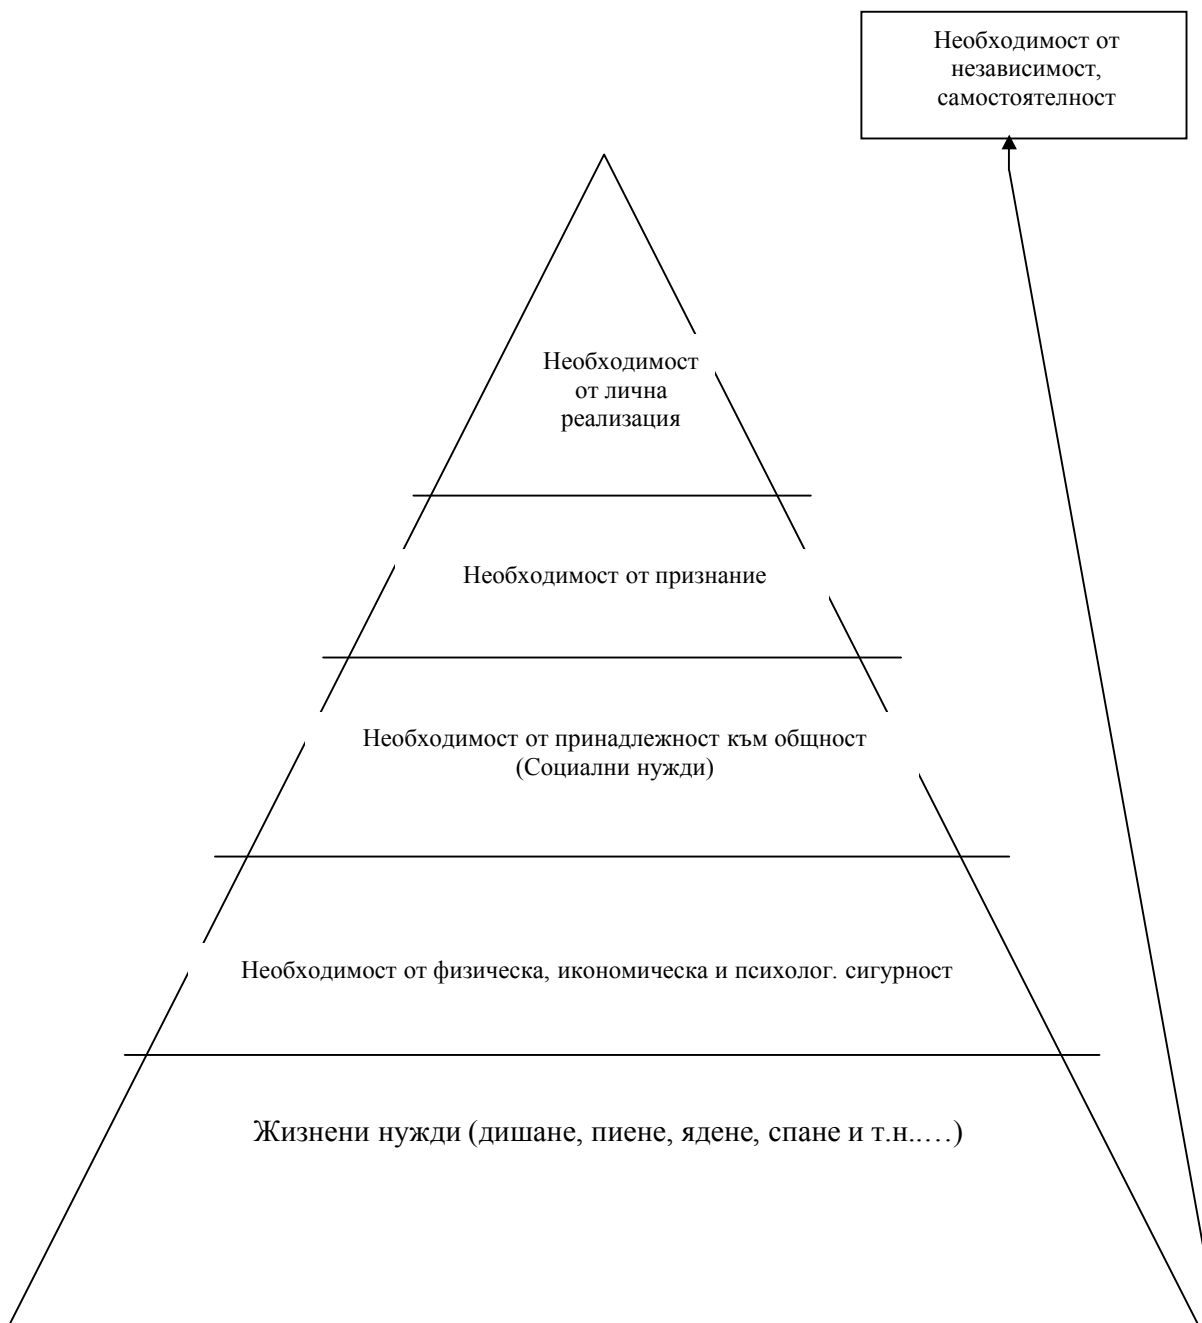 Необходимост от
независимост,
самостоятелност
Необходимост
от лична
реализация
Необходимост от признание
Необходимост от принадлежност към общност
(Социални нужди)
Необходимост от физическа, икономическа и психолог. сигурност
Жизнени нужди (дишане, пиене, ядене, спане и т.н.….)